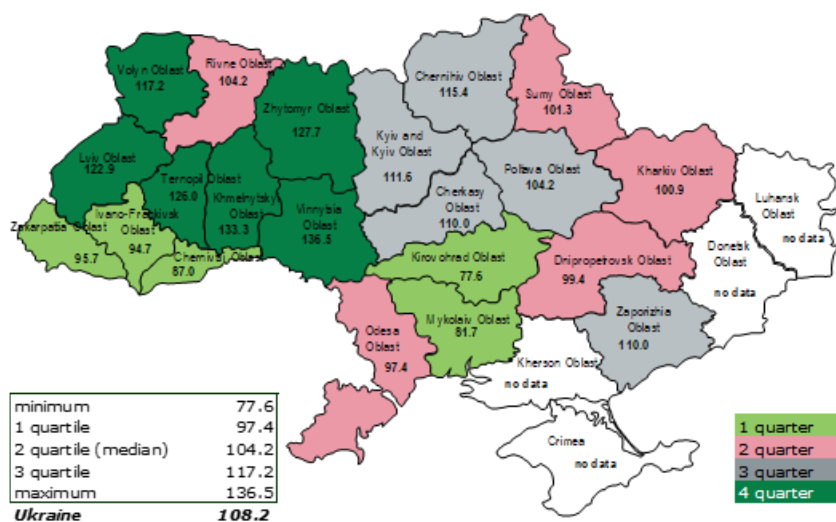 Volyn Oblast
117.2
Rivne Oblast
104.2
Zhytomyr Oblast
127.7
Chernihiv Oblast
115.4
Sumy Oblast
101.3
Kyiv and
Kyiv Oblast
111.6
Lviv Oblast
122.9
Ternopil Oblast
126.0
Khmelnytsky
Oblast
133.3
Vinnytsia
Oblast
136.5
Cherkasy
Oblast
110.0
Poltava Oblast
104.2
Kharkiv Oblast
100.9
Luhansk
Oblast
no data
Donetsk
Oblast
no data
Zakarpatia Oblast
95.7
Ivano-Frankivsk
Oblast
94.7
Chernivtsi Oblast
87.0
Kirovohrad Oblast
77.6
Dnipropetrovsk Oblast
99.4
Mykolaiv Oblast
81.7
Odesa
Oblast
97.4
Zaporizhia
Oblast
110.0
Kherson Oblast
no data
Crimea
no data
minimum 77.6
1 quartile 97.4
2 quartile (median) 104.2
3 quartile 117.2
maximum 136.5
Ukraine 108.2
1 quarter
2 quarter
3 quarter
4 quarter